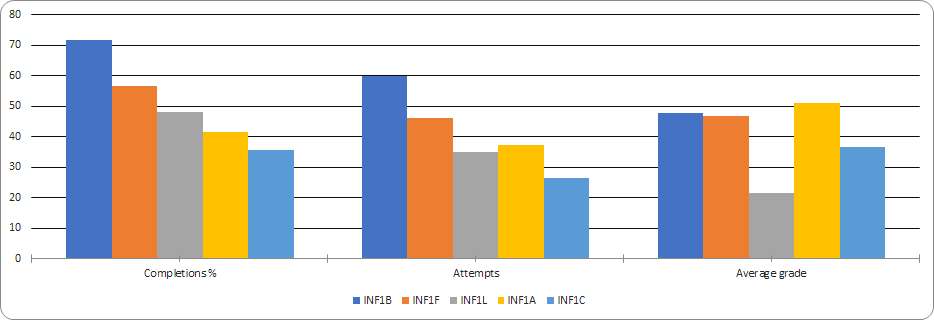 80
70
60
50
40
30
20
10
0
Completions %
Attempts
Average grade
INF1B INF1F INF1L INF1A INF1C